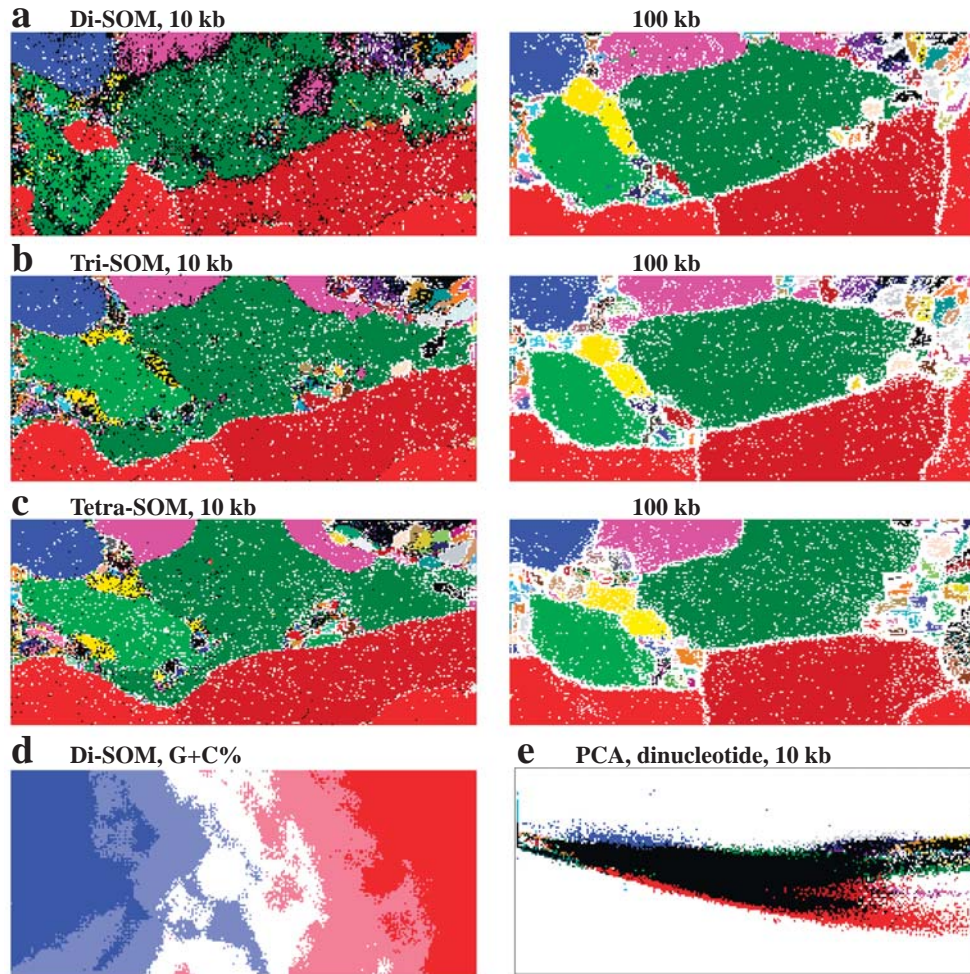 a Di-SOM, 10 kb 100 kb
b Tri-SOM, 10 kb 100 kb
c Tetra-SOM, 10 kb 100 kb
d Di-SOM, G+C% e PCA, dinucleotide, 10 kb